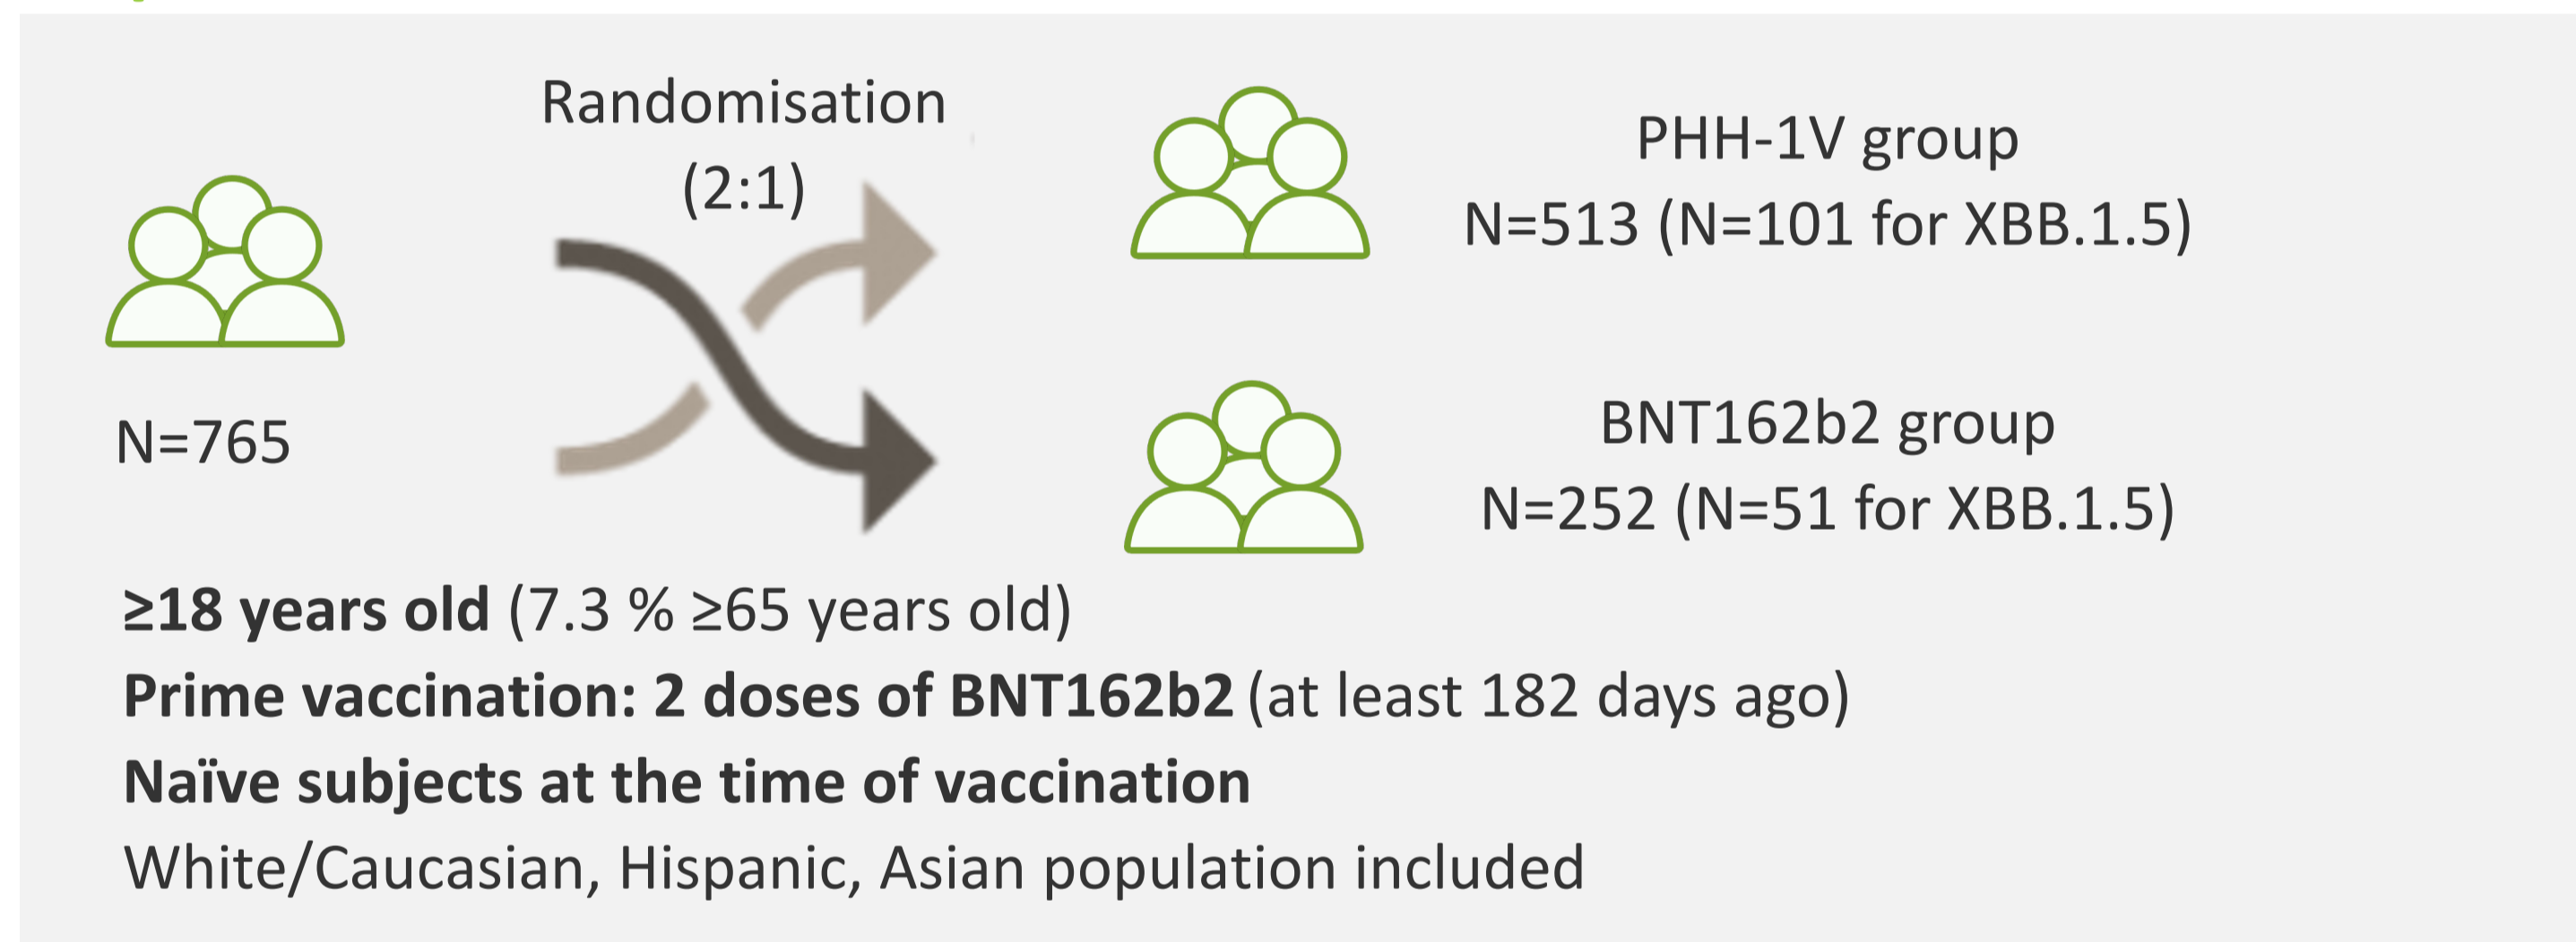 Randomisation
(2:1)
N=765
PHH-1V group
N=513 (N=101 for XBB.1.5)
BNT162b2 group
N=252 (N=51 for XBB.1.5)
≥18 years old (7.3 % ≥65 years old)
Prime vaccination: 2 doses of BNT162b2 (at least 182 days ago)
Naïve subjects at the time of vaccination
White/Caucasian, Hispanic, Asian population included